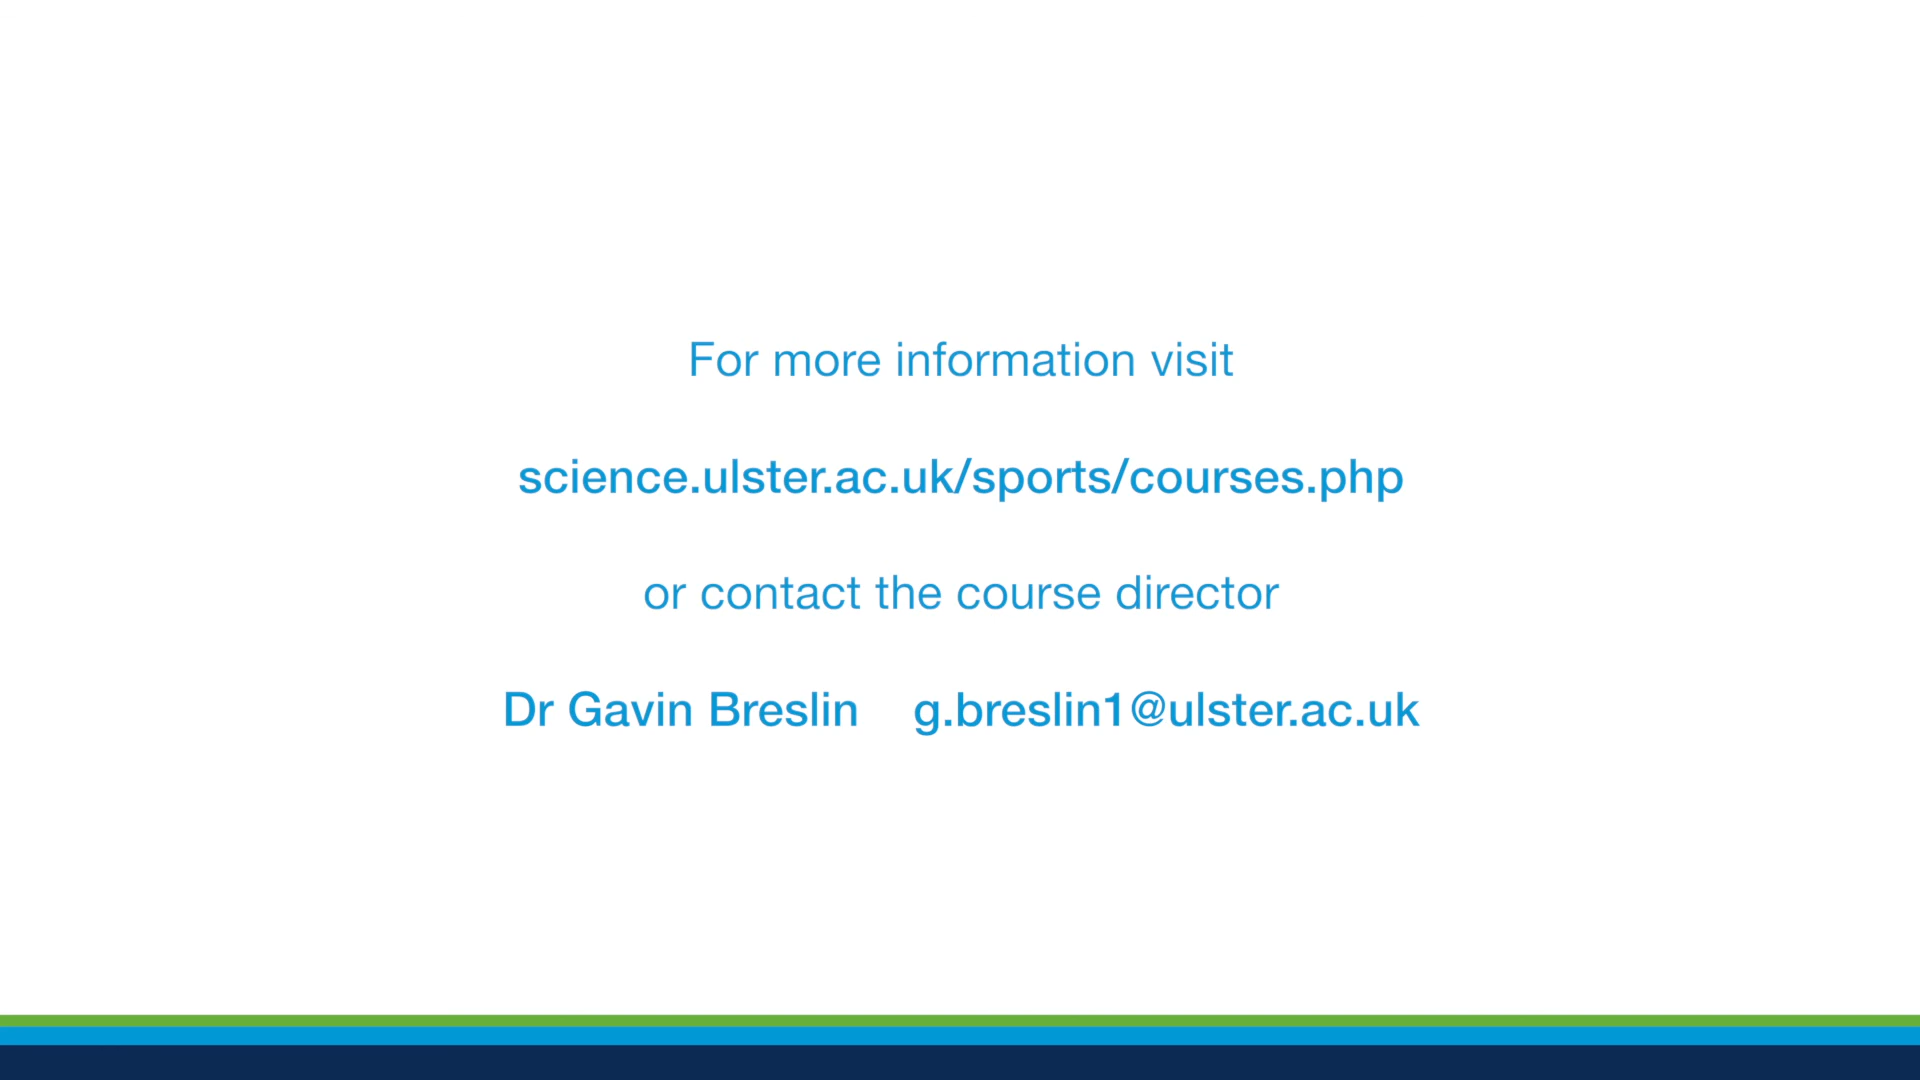 For more information visit
science.ulster.ac.uk/sports/courses.php
or contact the course director
Dr Gavin Breslin g.breslin1@ulster.ac.uk